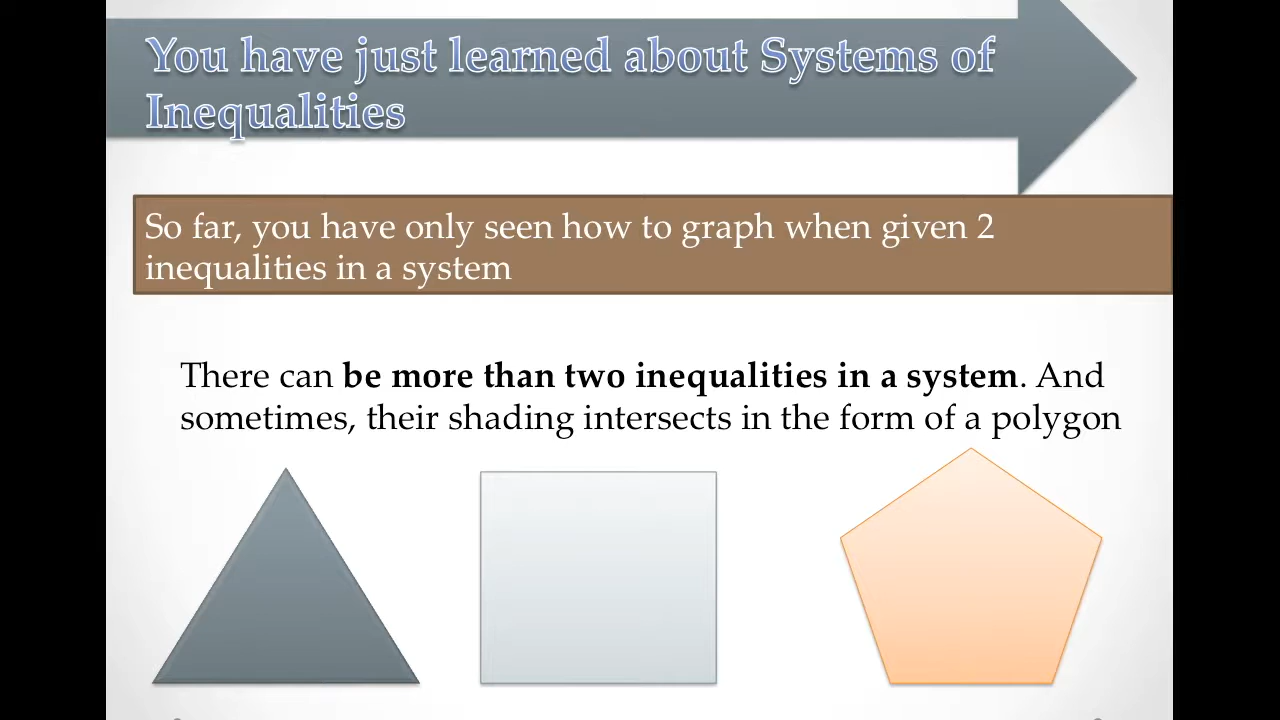 You have just learned about Systems of
Inequalities
So far, you have only seen how to graph when given 2
inequalities in a system
There can be more than two inequalities in a system. And
sometimes, their shading intersects in the form of a polygon